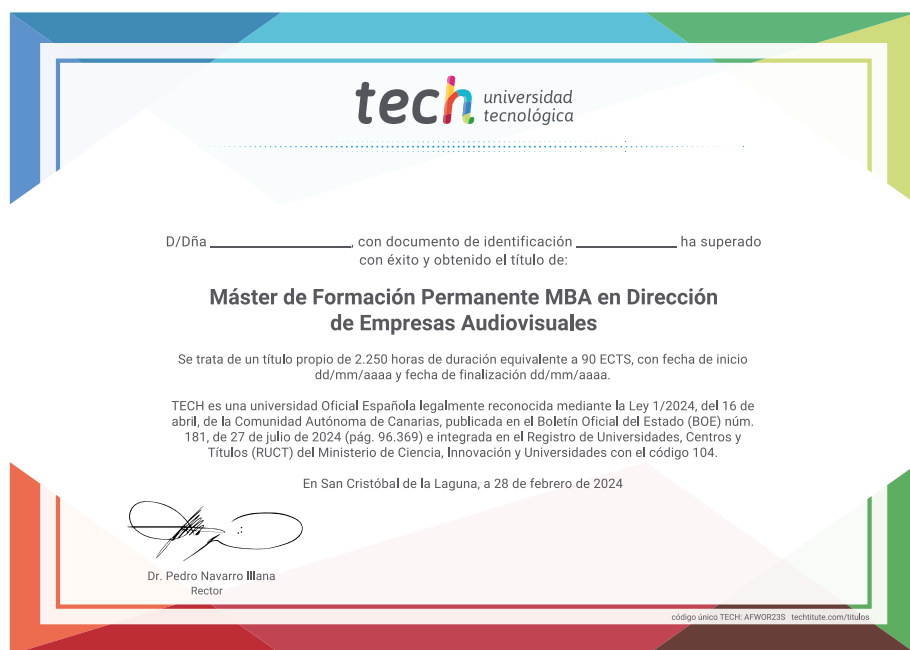 tech universidad
tecnológica
D/Dña ____________________, con documento de identificación ______________ ha superado
con éxito y obtenido el título de:
Máster de Formación Permanente MBA en Dirección
de Empresas Audiovisuales
Se trata de un título propio de 2.250 horas de duración equivalente a 90 ECTS, con fecha de inicio
dd/mm/aaaa y fecha de finalización dd/mm/aaaa.
TECH es una universidad Oficial Española legalmente reconocida mediante la Ley 1/2024, del 16 de
abril, de la Comunidad Autónoma de Canarias, publicada en el Boletín Oficial del Estado (BOE) núm.
181, de 27 de julio de 2024 (pág. 96.369) e integrada en el Registro de Universidades, Centros y
Títulos (RUCT) del Ministerio de Ciencia, Innovación y Universidades con el código 104.
En San Cristóbal de la Laguna, a 28 de febrero de 2024
Dr. Pedro Navarro Illana
Rector
código único TECH: AFWOR23S techtitute.com/titulos